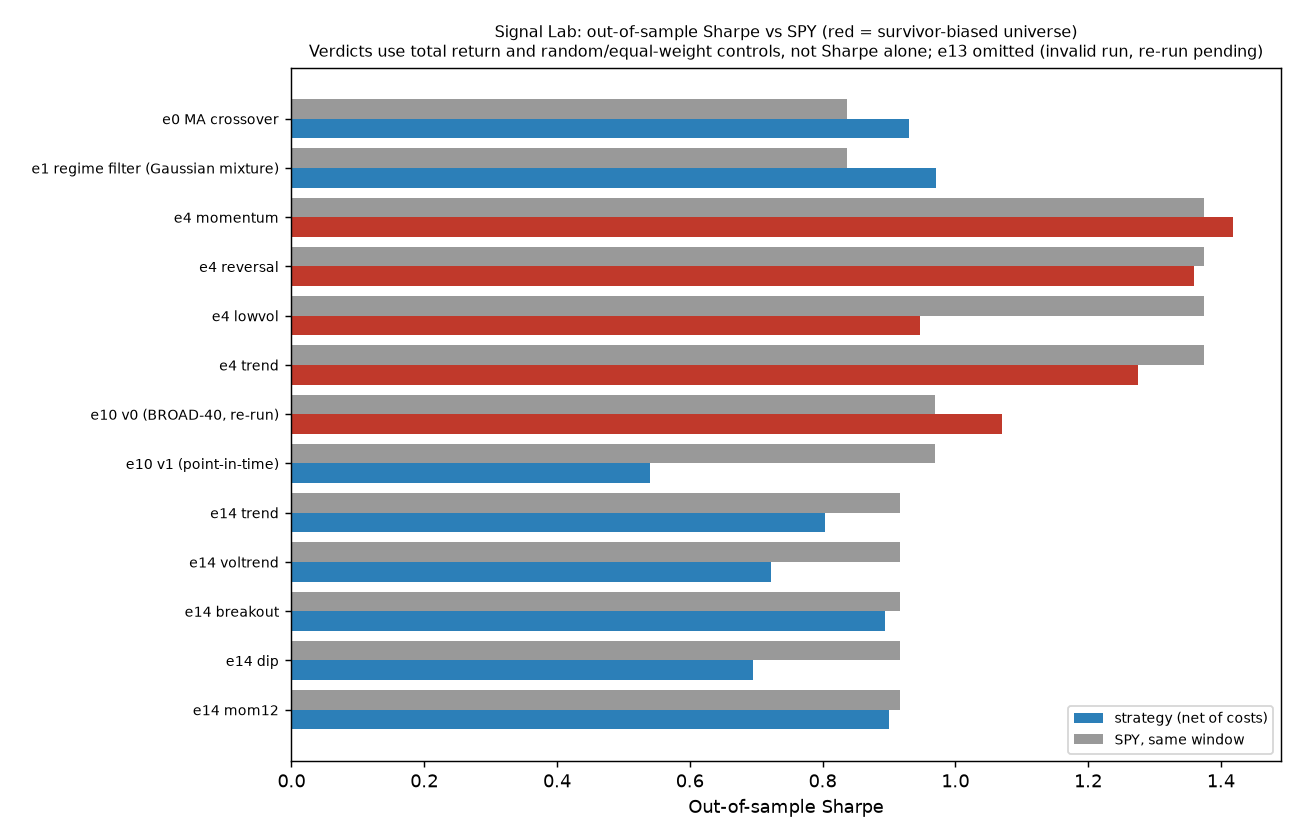 Signal Lab: out-of-sample Sharpe vs SPY (red = survivor-biased universe)
Verdicts use total return and random/equal-weight controls, not Sharpe alone; e13 omitted (invalid run, re-run pending)
e0 MA crossover
e1 regime filter (Gaussian mixture)
e4 momentum
e4 reversal
e4 lowvol
e4 trend
e10 v0 (BROAD-40, re-run)
e10 v1 (point-in-time)
e14 trend
e14 voltrend
e14 breakout
e14 dip
e14 mom12
strategy (net of costs)
SPY, same window
0.0 0.2 0.4 0.6 0.8 1.0 1.2 1.4
Out-of-sample Sharpe